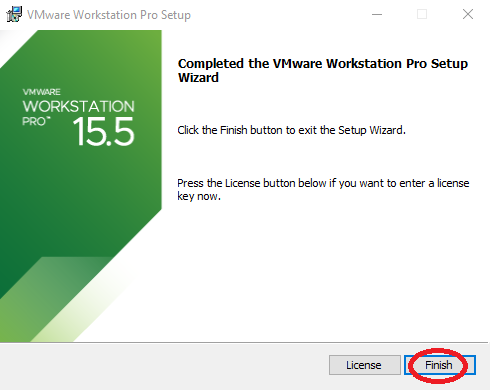 VMware Workstation Pro Setup
Completed the VMware Workstation Pro Setup
Wizard
VMWARE
WORKSTATION
PRO™ 15.5
Click the Finish button to exit the Setup Wizard.
Press the License button below if you want to enter a license
key now.
License Finish